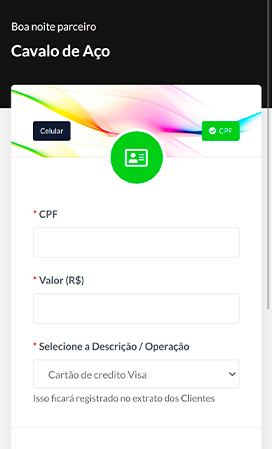 Boa noite parceiro
Cavalo de Aço
Celular
CPF
* CPF
* Valor (R$)
* Selecione a Descrição / Operação
Cartão de credito Visa
Isso ficará registrado no extrato dos Clientes